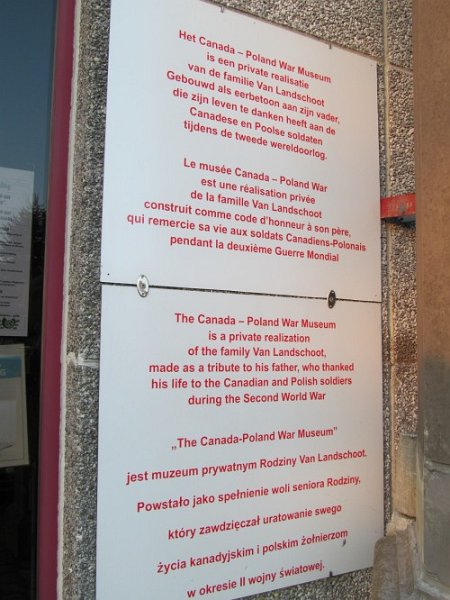 Het Canada – Poland War Museum
is een private realisatie
van de familie Van Landschoot
Gebouwd als eerbetoon aan zijn vader,
die zijn leven te danken heeft aan de
Canadese en Poolse soldaten
tijdens de tweede wereldoorlog.
Le musée Canada – Poland War
est une réalisation privée
de la famille Van Landschoot
construit comme code d'honneur à son père,
qui remercie sa vie aux soldats Canadiens-Polonais
pendant la deuxième Guerre Mondial
The Canada – Poland War Museum
is a private realization
of the family Van Landschoot,
made as a tribute to his father, who thanked
his life to the Canadian and Polish soldiers
during the Second World War
„The Canada-Poland War Museum"
jest muzeum prywatnym Rodziny Van Landschoot.
Powstało jako spełnienie woli seniora Rodziny,
który zawdzięczał uratowanie swego
życia kanadyjskim i polskim żołnierzom
w okresie II wojny światowej.